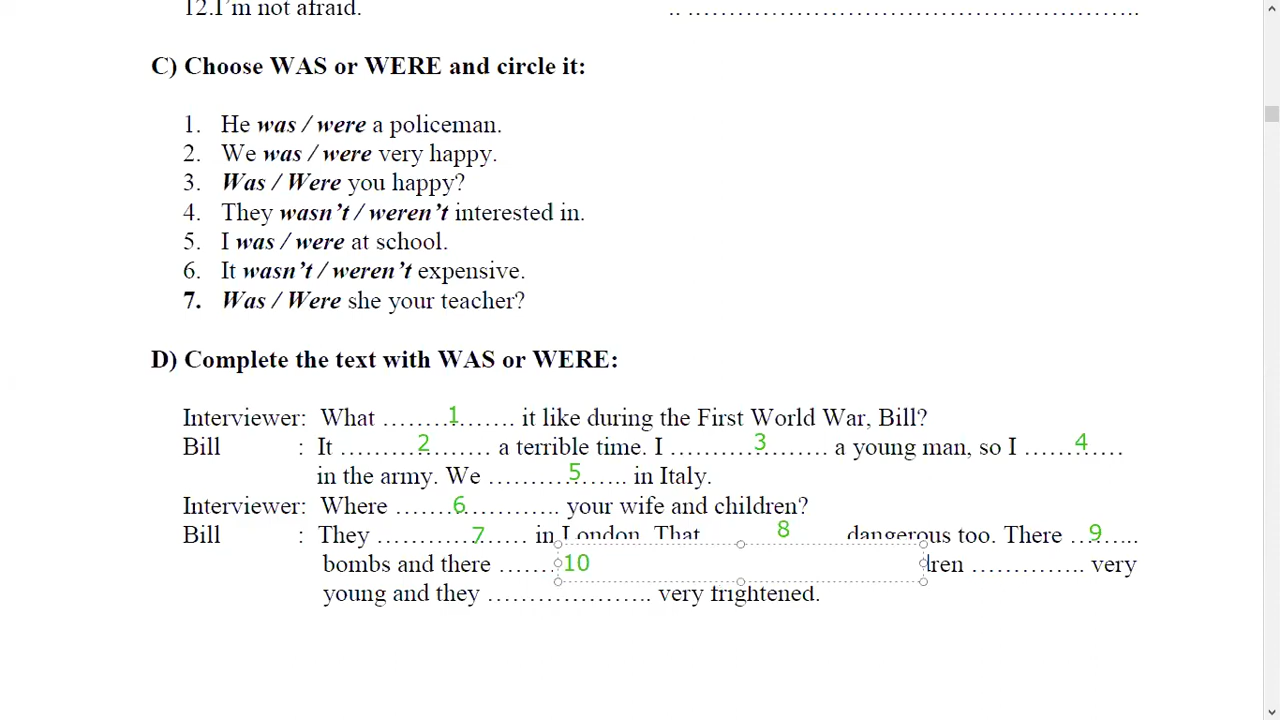 12.I'm not afraid. .. ……………………………………………..
C) Choose WAS or WERE and circle it:
1. He was / were a policeman.
2. We was / were very happy.
3. Was / Were you happy?
4. They wasn't / weren't interested in.
5. I was / were at school.
6. It wasn't / weren't expensive.
7. Was / Were she your teacher?
D) Complete the text with WAS or WERE:
Interviewer: What ……..1……. it like during the First World War, Bill?
Bill : It ………2……. a terrible time. I ………3……. a young man, so I ……4……
in the army. We ………5…….. in Italy.
Interviewer: Where ……6………….. your wife and children?
Bill : They …………7…… in London. That 8 dangerous too. There …9…..
bombs and there ……10 dren ………….. very
young and they ………………… very frightened.